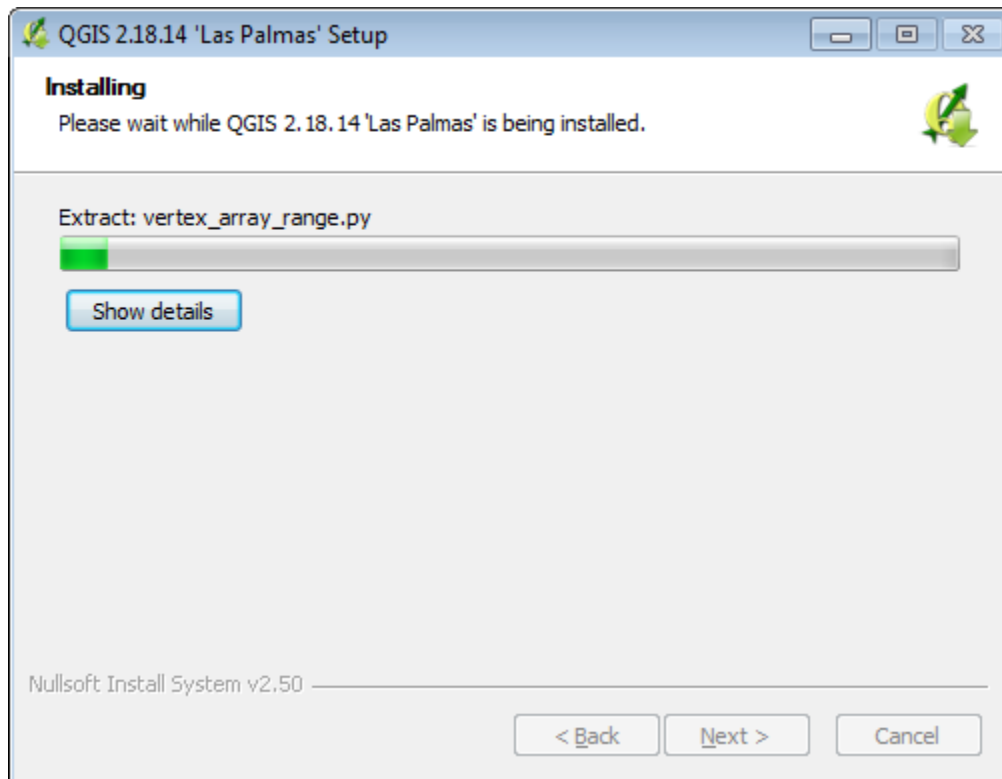 QGIS 2.18.14 'Las Palmas' Setup
Installing
Please wait while QGIS 2.18.14 'Las Palmas' is being installed.
Extract: vertex_array_range.py
Show details
Nullsoft Install System v2.50
< Back
Next >
Cancel